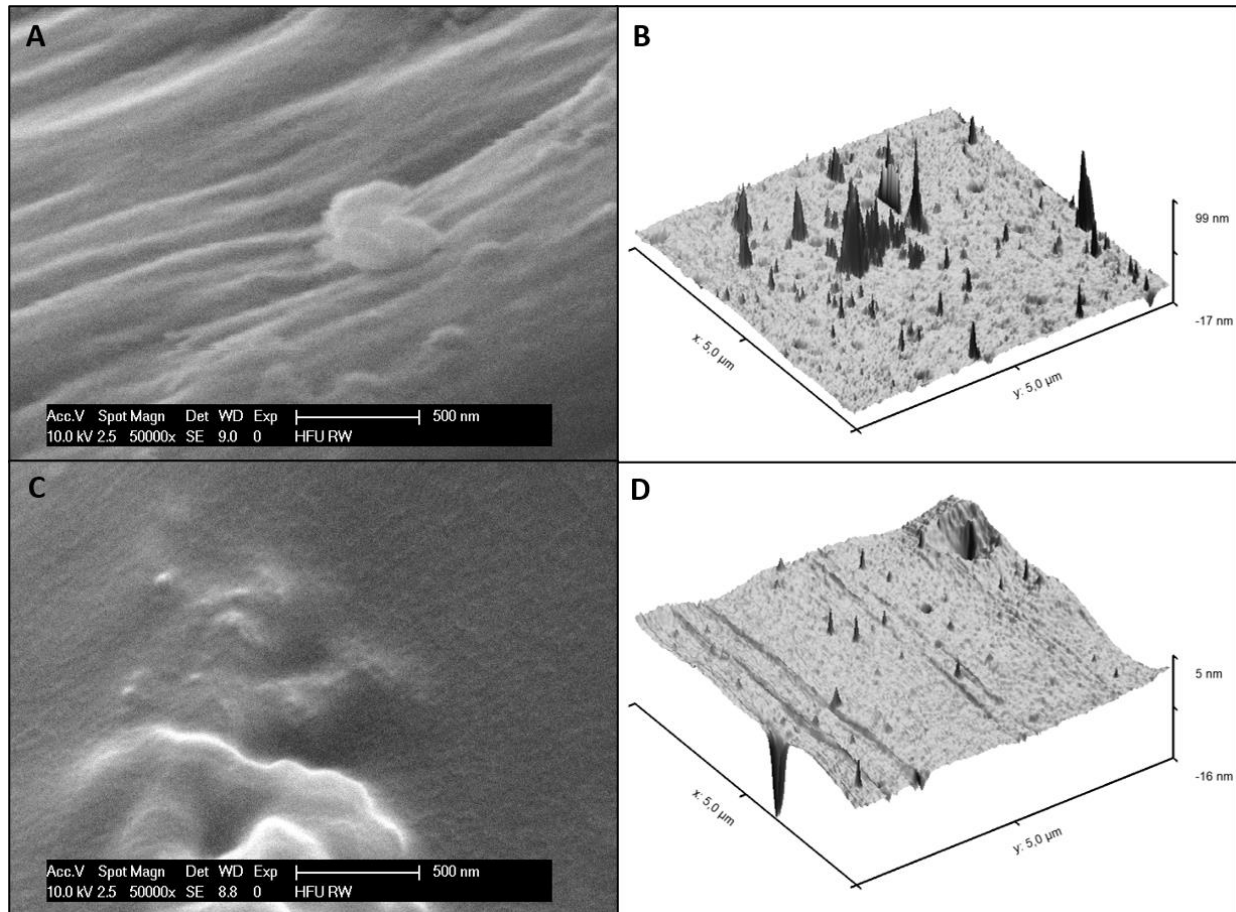 A
Acc.V Spot Magn Det WD Exp 500 nm
10.0 kV 2.5 50000x SE 9.0 0 HFU RW
B
99 nm
-17 nm
x: 5,0 µm
y: 5,0 µm
C
Acc.V Spot Magn Det WD Exp 500 nm
10.0 kV 2.5 50000x SE 8.8 0 HFU RW
D
5 nm
-16 nm
x: 5,0 µm
y: 5,0 µm